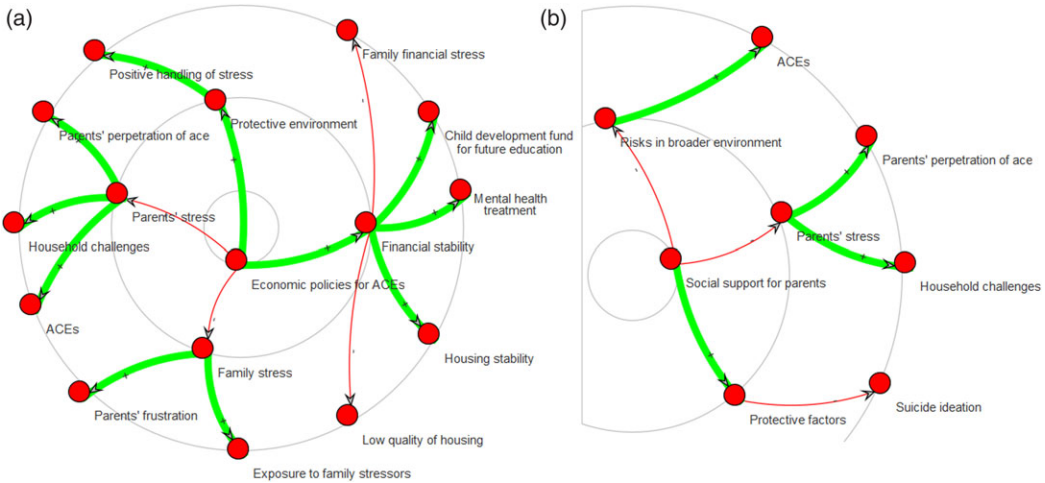 (a)
Family financial stress
Positive handling of stress
Protective environment
Parents' perpetration of ace
Child development fund
for future education
Mental health
treatment
Parents' stress
Financial stability
Household challenges
Economic policies for ACEs
ACEs
Housing stability
Family stress
Parents' frustration
Low quality of housing
Exposure to family stressors
(b)
ACEs
Risks in broader environment
Parents' perpetration of ace
Parents' stress
Social support for parents
Household challenges
Protective factors
Suicide ideation